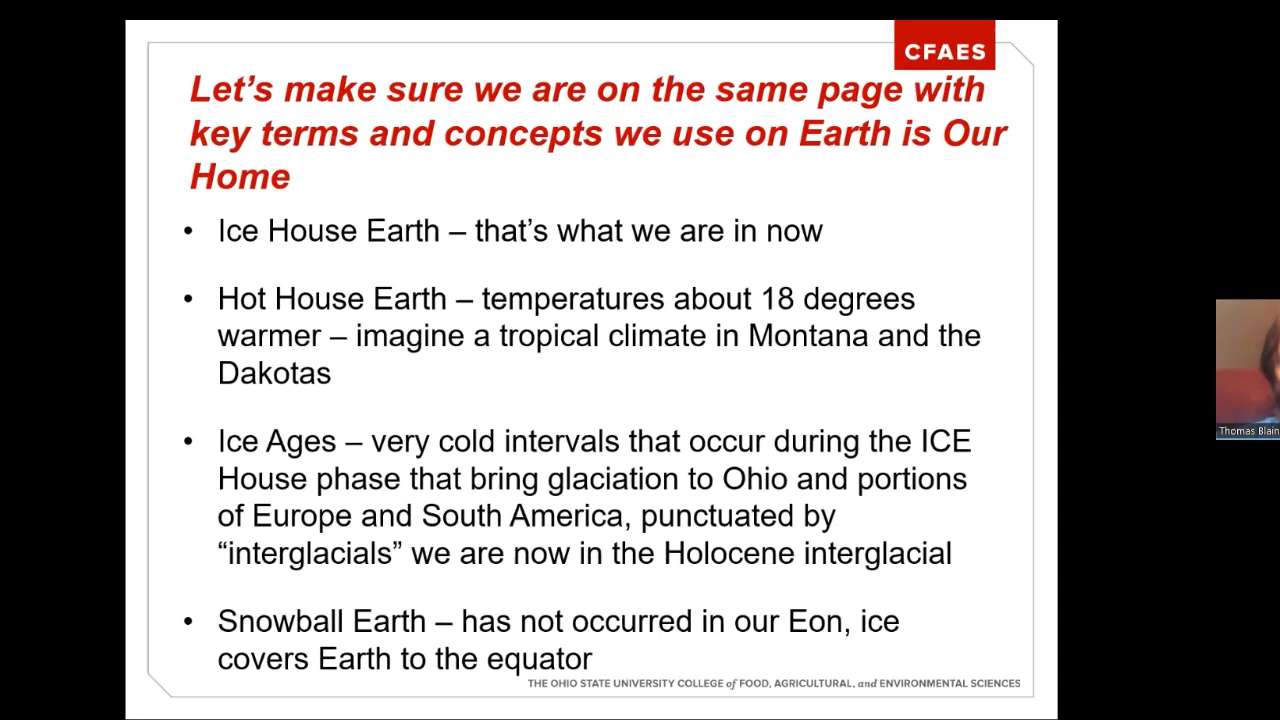 CFAES
Let’s make sure we are on the same page with
key terms and concepts we use on Earth is Our
Home
• Ice House Earth – that’s what we are in now
• Hot House Earth – temperatures about 18 degrees
warmer – imagine a tropical climate in Montana and the
Dakotas
• Ice Ages – very cold intervals that occur during the ICE
House phase that bring glaciation to Ohio and portions
of Europe and South America, punctuated by
“interglacials” we are now in the Holocene interglacial
• Snowball Earth – has not occurred in our Eon, ice
covers Earth to the equator
THE OHIO STATE UNIVERSITY COLLEGE of FOOD, AGRICULTURAL, and ENVIRONMENTAL SCIENCES
Thomas Blain